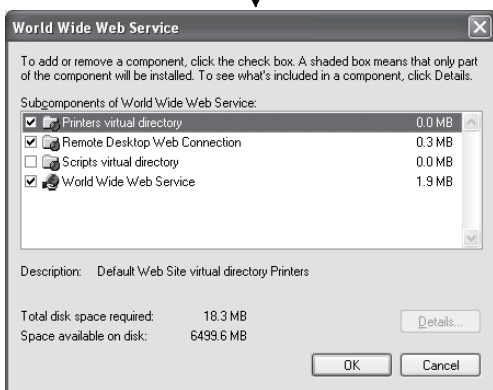 World Wide Web Service
To add or remove a component, click the check box. A shaded box means that only part
of the component will be installed. To see what's included in a component, click Details.
Subcomponents of World Wide Web Service:
Printers virtual directory 0.0 MB
Remote Desktop Web Connection 0.3 MB
Scripts virtual directory 0.0 MB
World Wide Web Service 1.9 MB
Description: Default Web Site virtual directory Printers
Total disk space required: 18.3 MB
Details...
Space available on disk: 6499.6 MB
OK Cancel